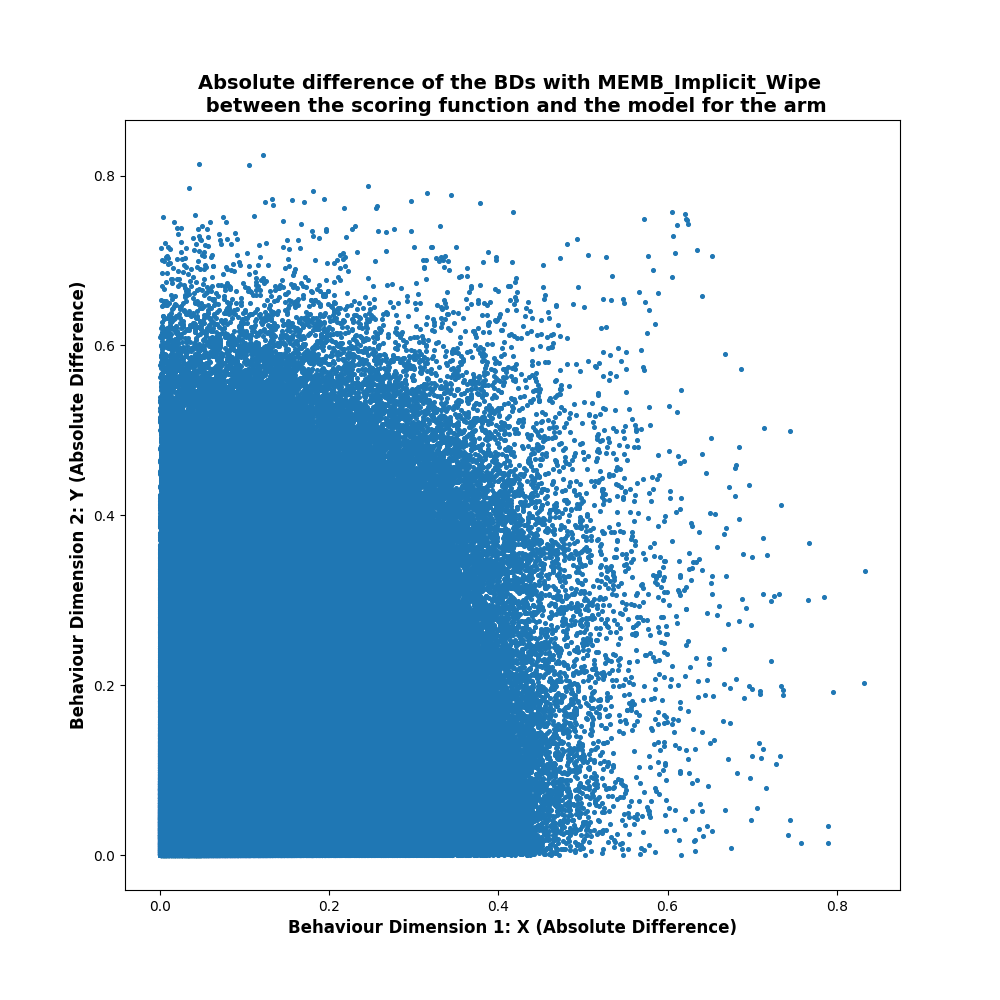 Absolute difference of the BDs with MEMB_Implicit_Wipe
between the scoring function and the model for the arm
Behaviour Dimension 2: Y (Absolute Difference)
0.8
0.6
0.4
0.2
0.0
0.0 0.2 0.4 0.6 0.8
Behaviour Dimension 1: X (Absolute Difference)